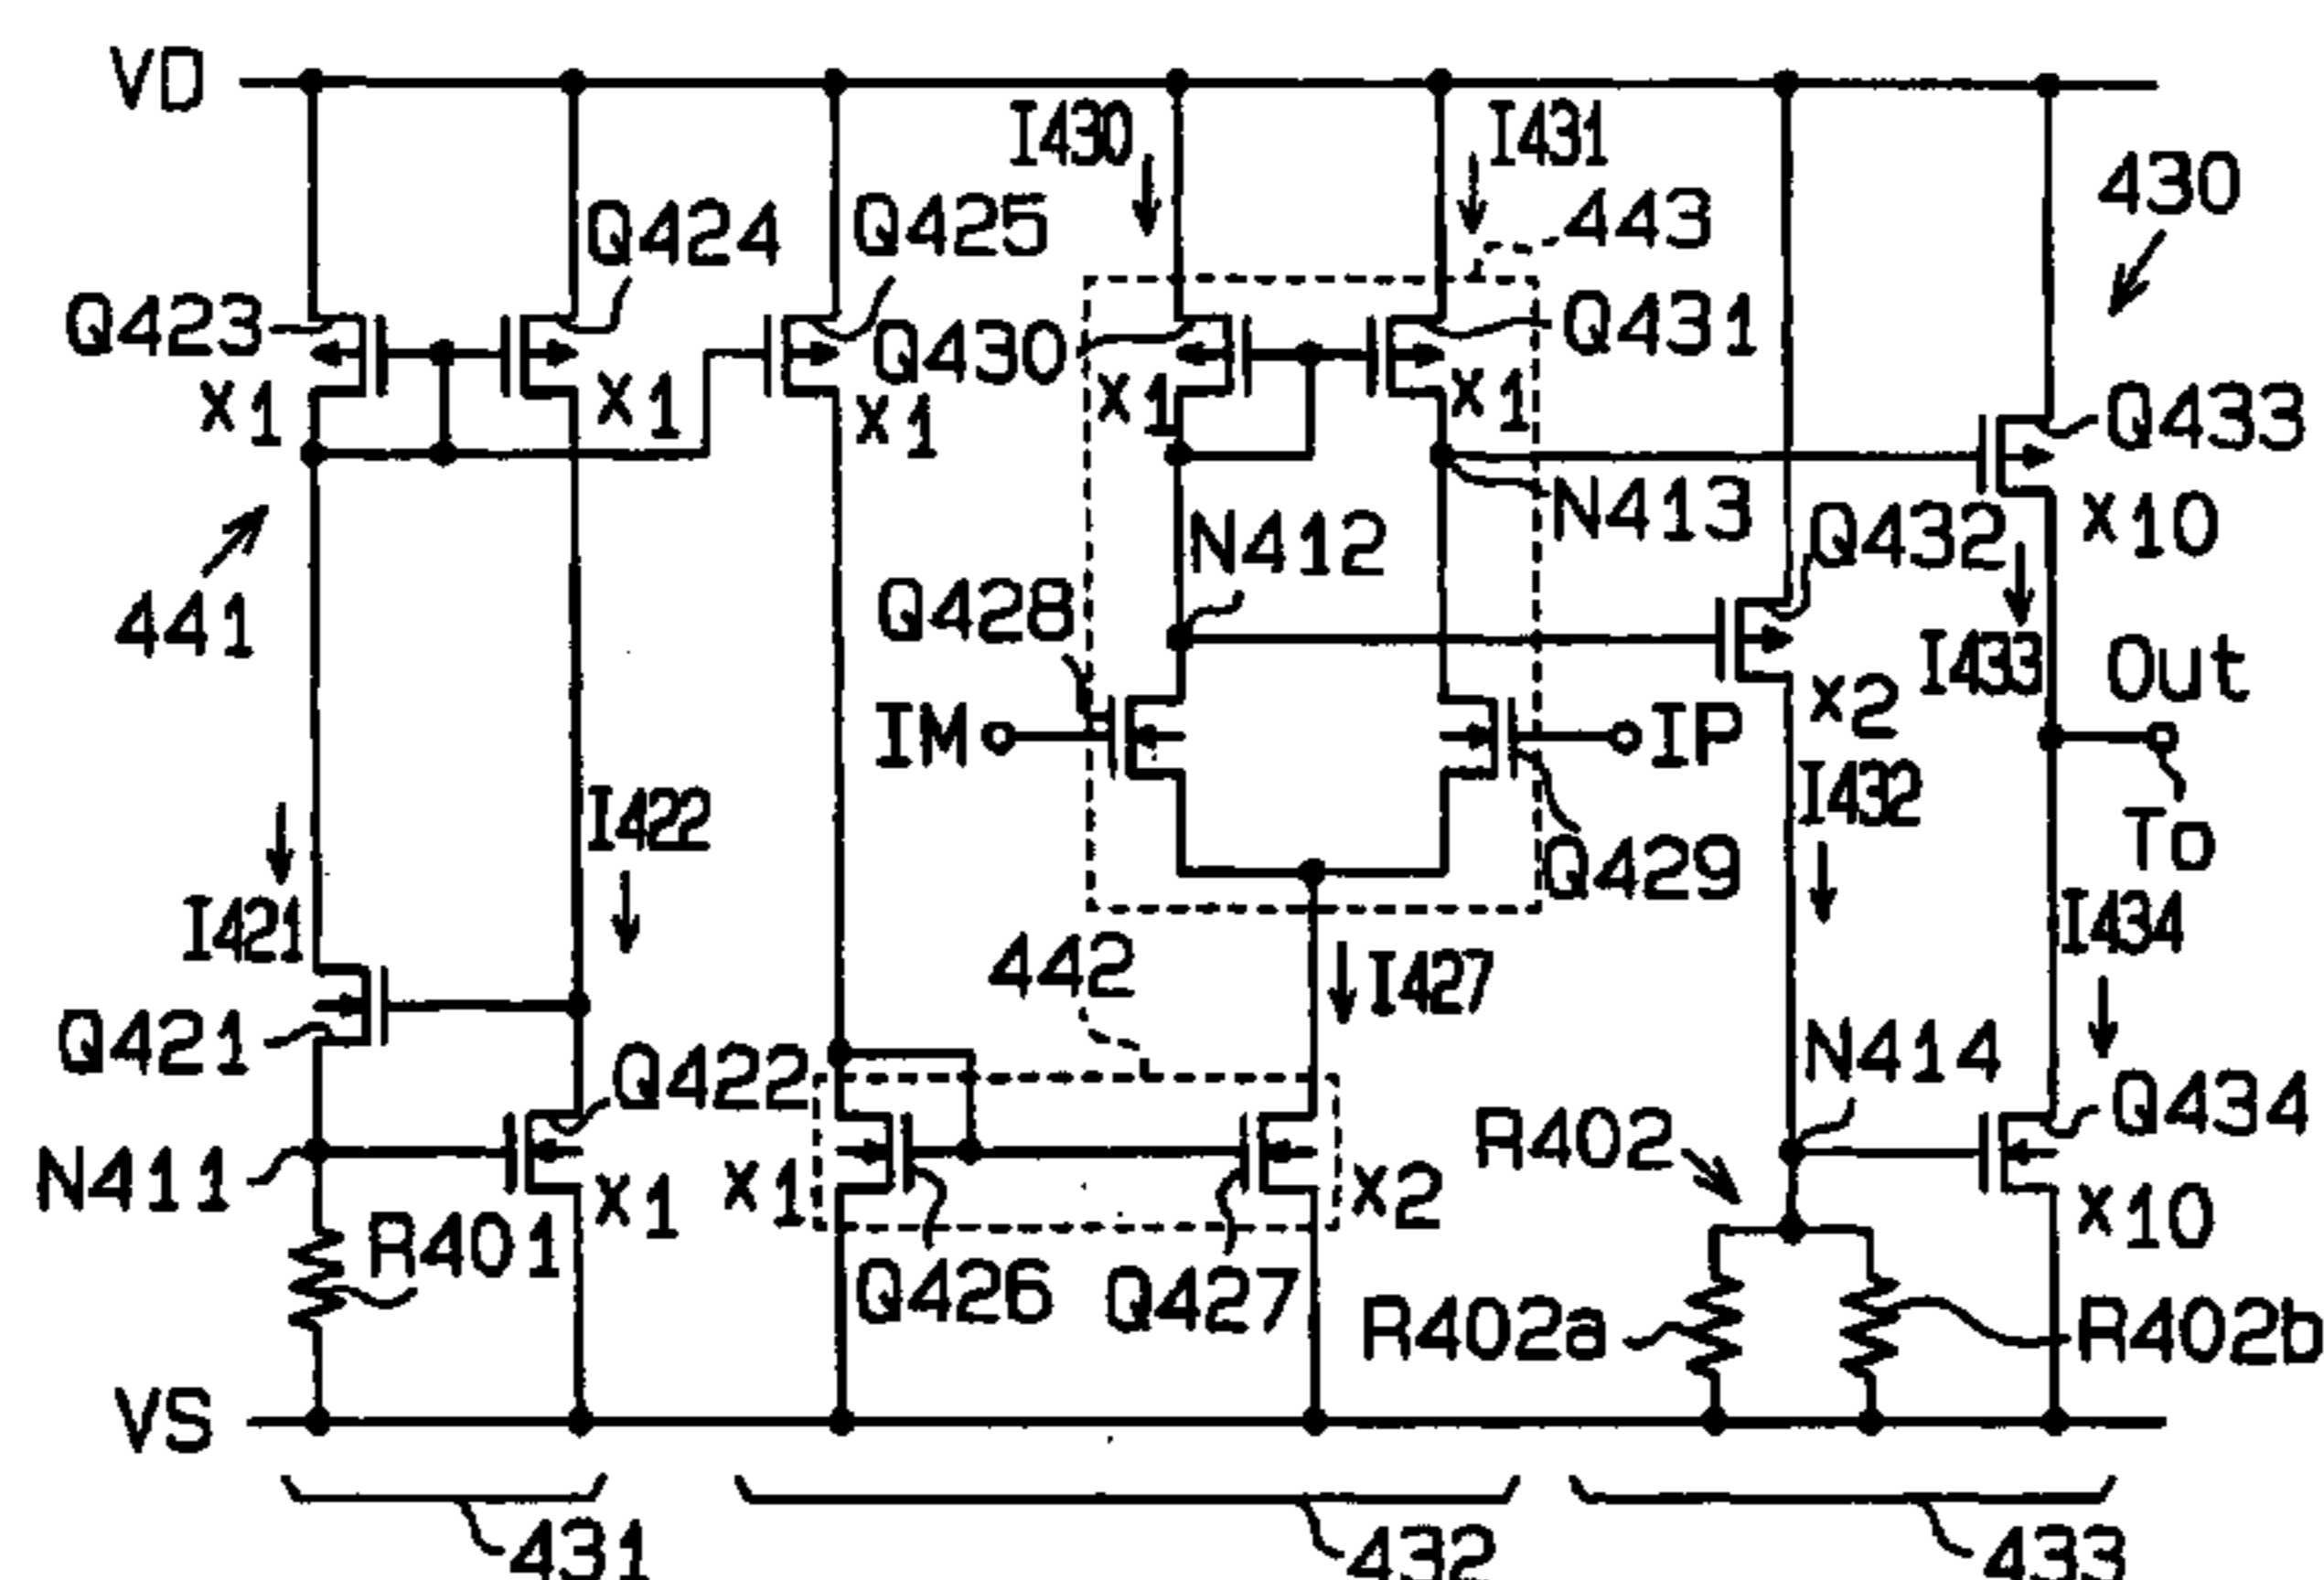 VD
I430
I431
430
Q424
Q425
443
Q423
Q430
Q431
Q433
x1
x1
x1
x1
x1
N413
x10
441
N412
Q432
Q428
I433
Out
x2
IM
IP
I422
I432
To
Q429
I421
442
I427
I434
Q421
Q422
N414
Q434
R402
N411
x1
x1
x2
x10
R401
Q426
Q427
R402a
R402b
VS
431
432
433